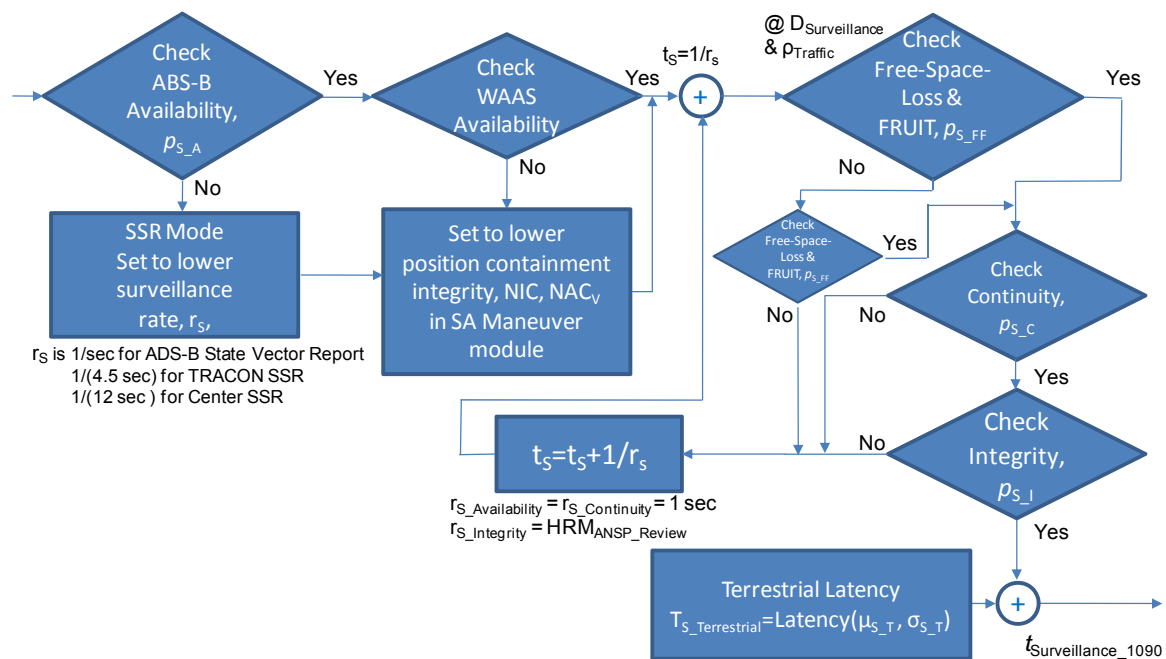 Check
ABS-B
Availability,
pS_A
Yes
No
Check
WAAS
Availability
Yes
No
tS=1/rs
+
@ DSurveillance
& ρTraffic
Check
Free-Space-
Loss &
FRUIT, pS_FF
Yes
No
SSR Mode
Set to lower
surveillance
rate, rS,
rS is 1/sec for ADS-B State Vector Report
1/(4.5 sec) for TRACON SSR
1/(12 sec ) for Center SSR
Set to lower
position containment
integrity, NIC, NACV
in SA Maneuver
module
Check
Free-Space-
Loss &
FRUIT, pS_FF
Yes
No
Check
Continuity,
pS_C
No
Yes
Check
Integrity,
pS_I
No
Yes
tS=tS+1/rs
rS_Availability = rS_Continuity = 1 sec
rS_Integrity = HRMANSP_Review
Terrestrial Latency
TS_Terrestrial=Latency(μS_T, σS_T)
+
tSurveillance_1090